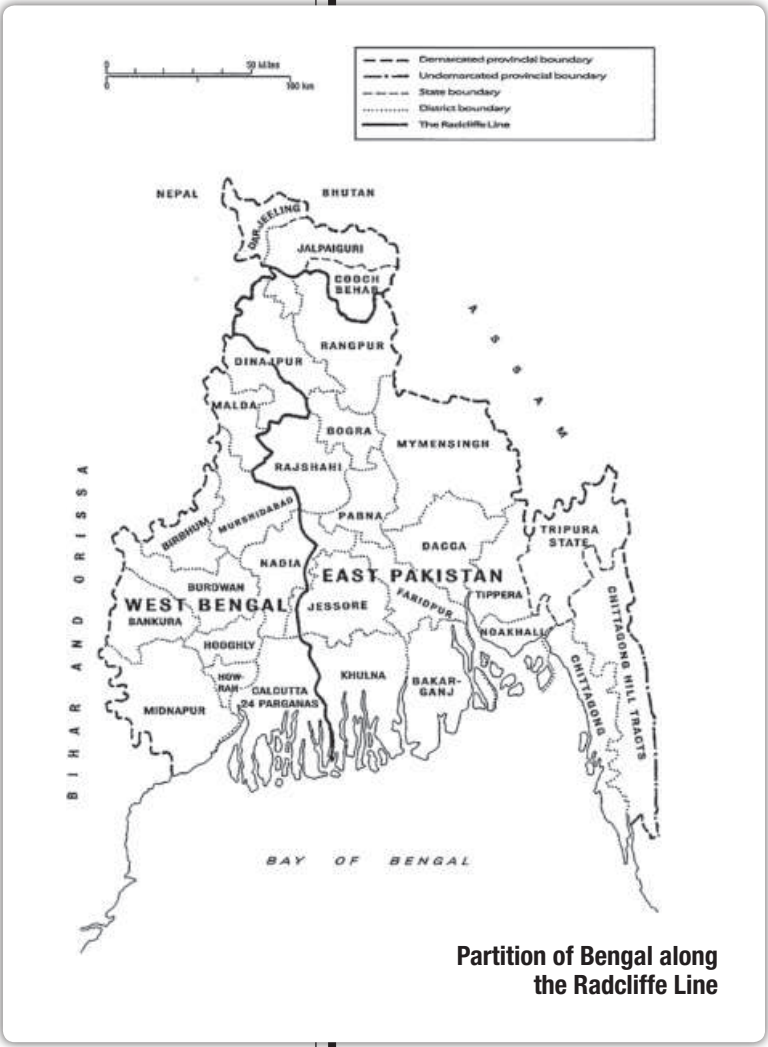 0 50 Miles
0 100 km
Demarcated provincial boundary
Undemarcated provincial boundary
State boundary
District boundary
The Radcliffe Line
NEPAL
BHUTAN
DARJEELING
JALPAIGURI
COOCH
BEHAR
ASSAM
RANGPUR
DINAJPUR
MALDA
BOGRA
MYMENSINGH
RAJSHAHI
BIHAR AND ORISSA
MURSHIDABAD
PABNA
BIRBHUM
TRIPURA
STATE
DACCA
NADIA
EAST PAKISTAN
BURDWAN
WEST BENGAL
BANKURA
JESSORE
FARIDPUR
TIPPERA
NOAKHALI
HOOGHLY
CHITTAGONG HILL TRACTS
CHITTAGONG
HOW-
RAH
KHULNA
BAKAR-
GANJ
CALCUTTA
24 PARGANAS
MIDNAPUR
BAY OF BENGAL
Partition of Bengal along
the Radcliffe Line